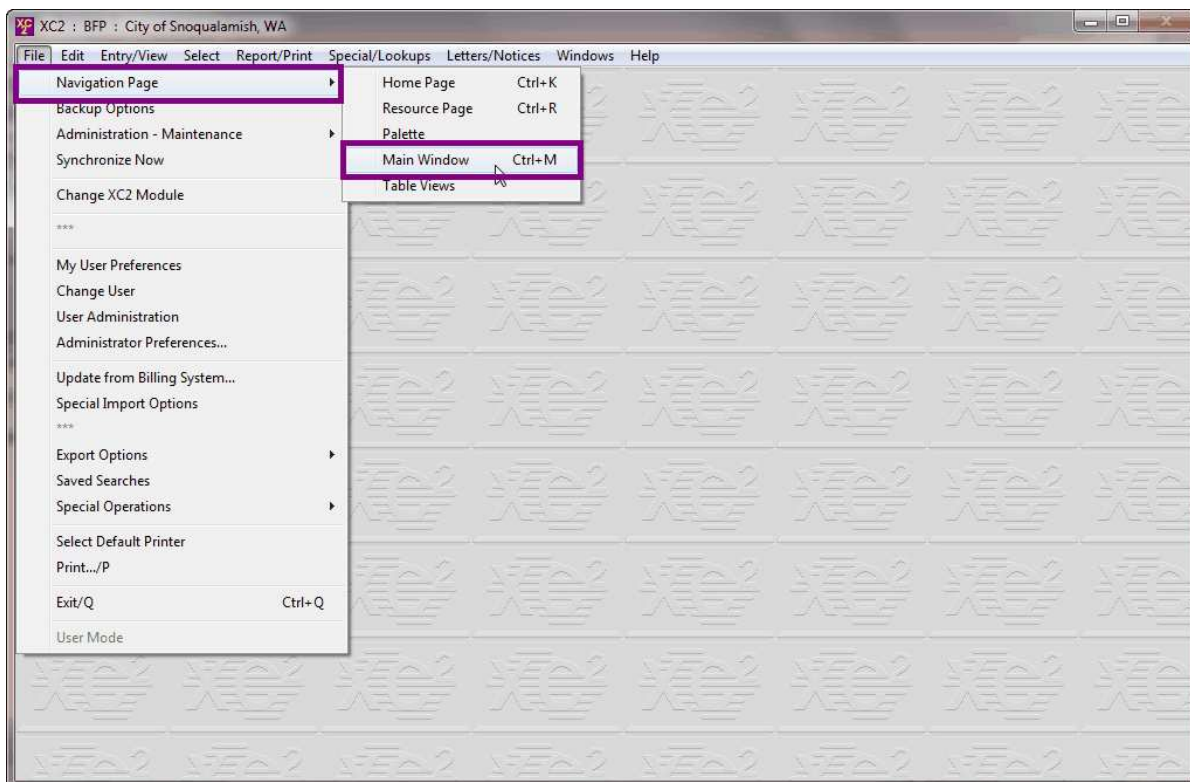 XC2 : BFP : City of Snoqualamish, WA
File Edit Entry/View Select Report/Print Special/Lookups Letters/Notices Windows Help
Navigation Page
Backup Options
Administration - Maintenance
Synchronize Now
Change XC2 Module
***
My User Preferences
Change User
User Administration
Administrator Preferences...
Update from Billing System...
Special Import Options
***
Export Options
Saved Searches
Special Operations
Select Default Printer
Print.../P
Exit/Q Ctrl+Q
User Mode
Home Page Ctrl+K
Resource Page Ctrl+R
Palette
Main Window Ctrl+M
Table Views